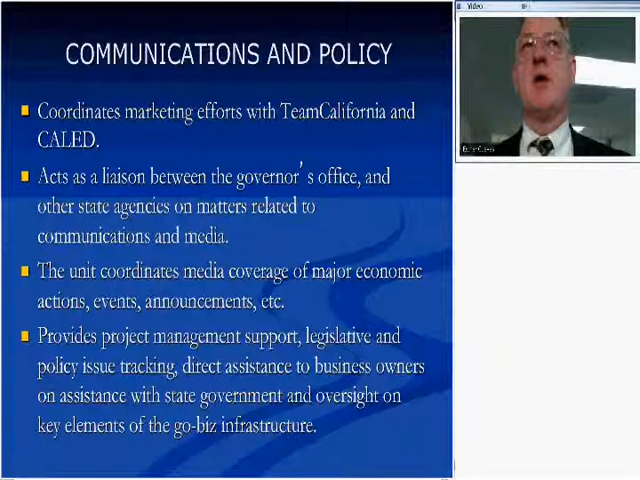 COMMUNICATIONS AND POLICY
Coordinates marketing efforts with TeamCalifornia and
CALED.
Acts as a liaison between the governor's office, and
other state agencies on matters related to
communications and media.
The unit coordinates media coverage of major economic
actions, events, announcements, etc.
Provides project management support, legislative and
policy issue tracking, direct assistance to business owners
on assistance with state government and oversight on
key elements of the go-biz infrastructure.
Video